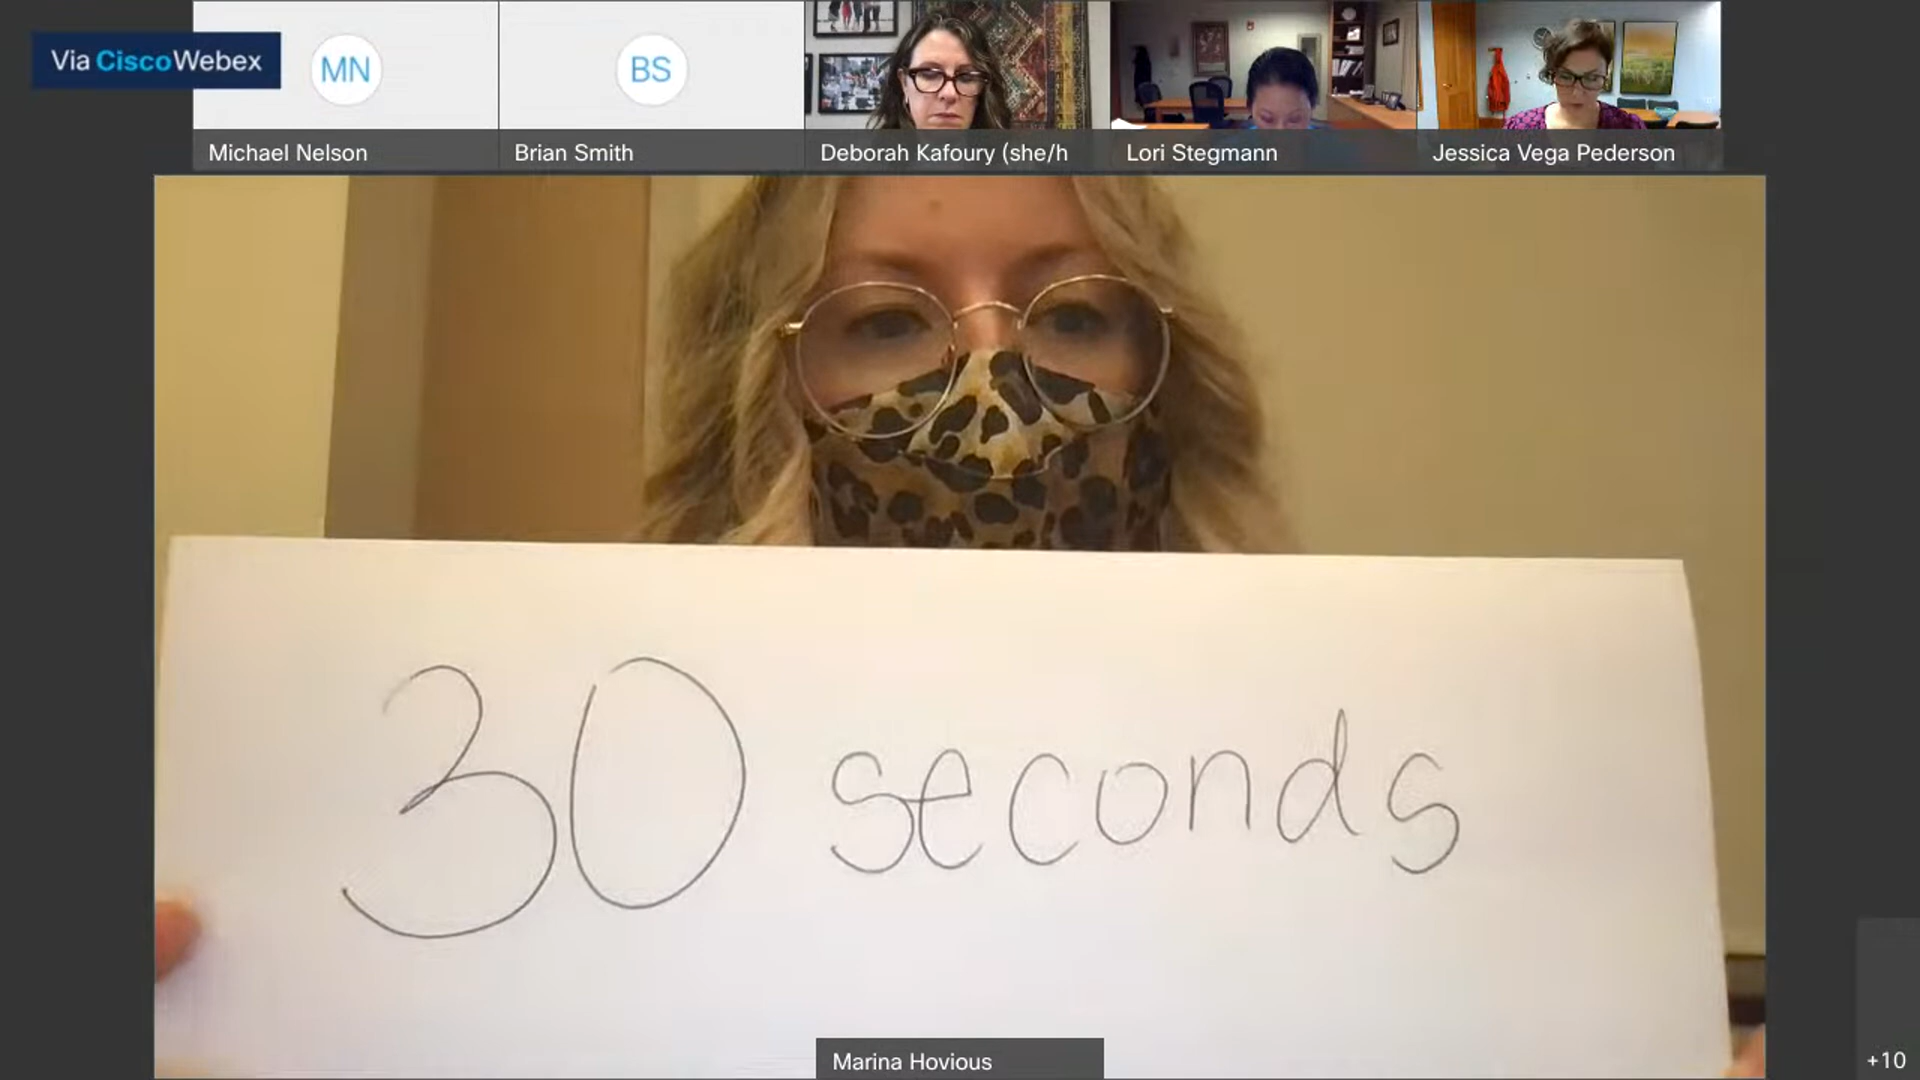 Via CiscoWebex
MN
BS
Michael Nelson
Brian Smith
Deborah Kafoury (she/h
Lori Stegmann
Jessica Vega Pederson
30 seconds
Marina Hovious
+10